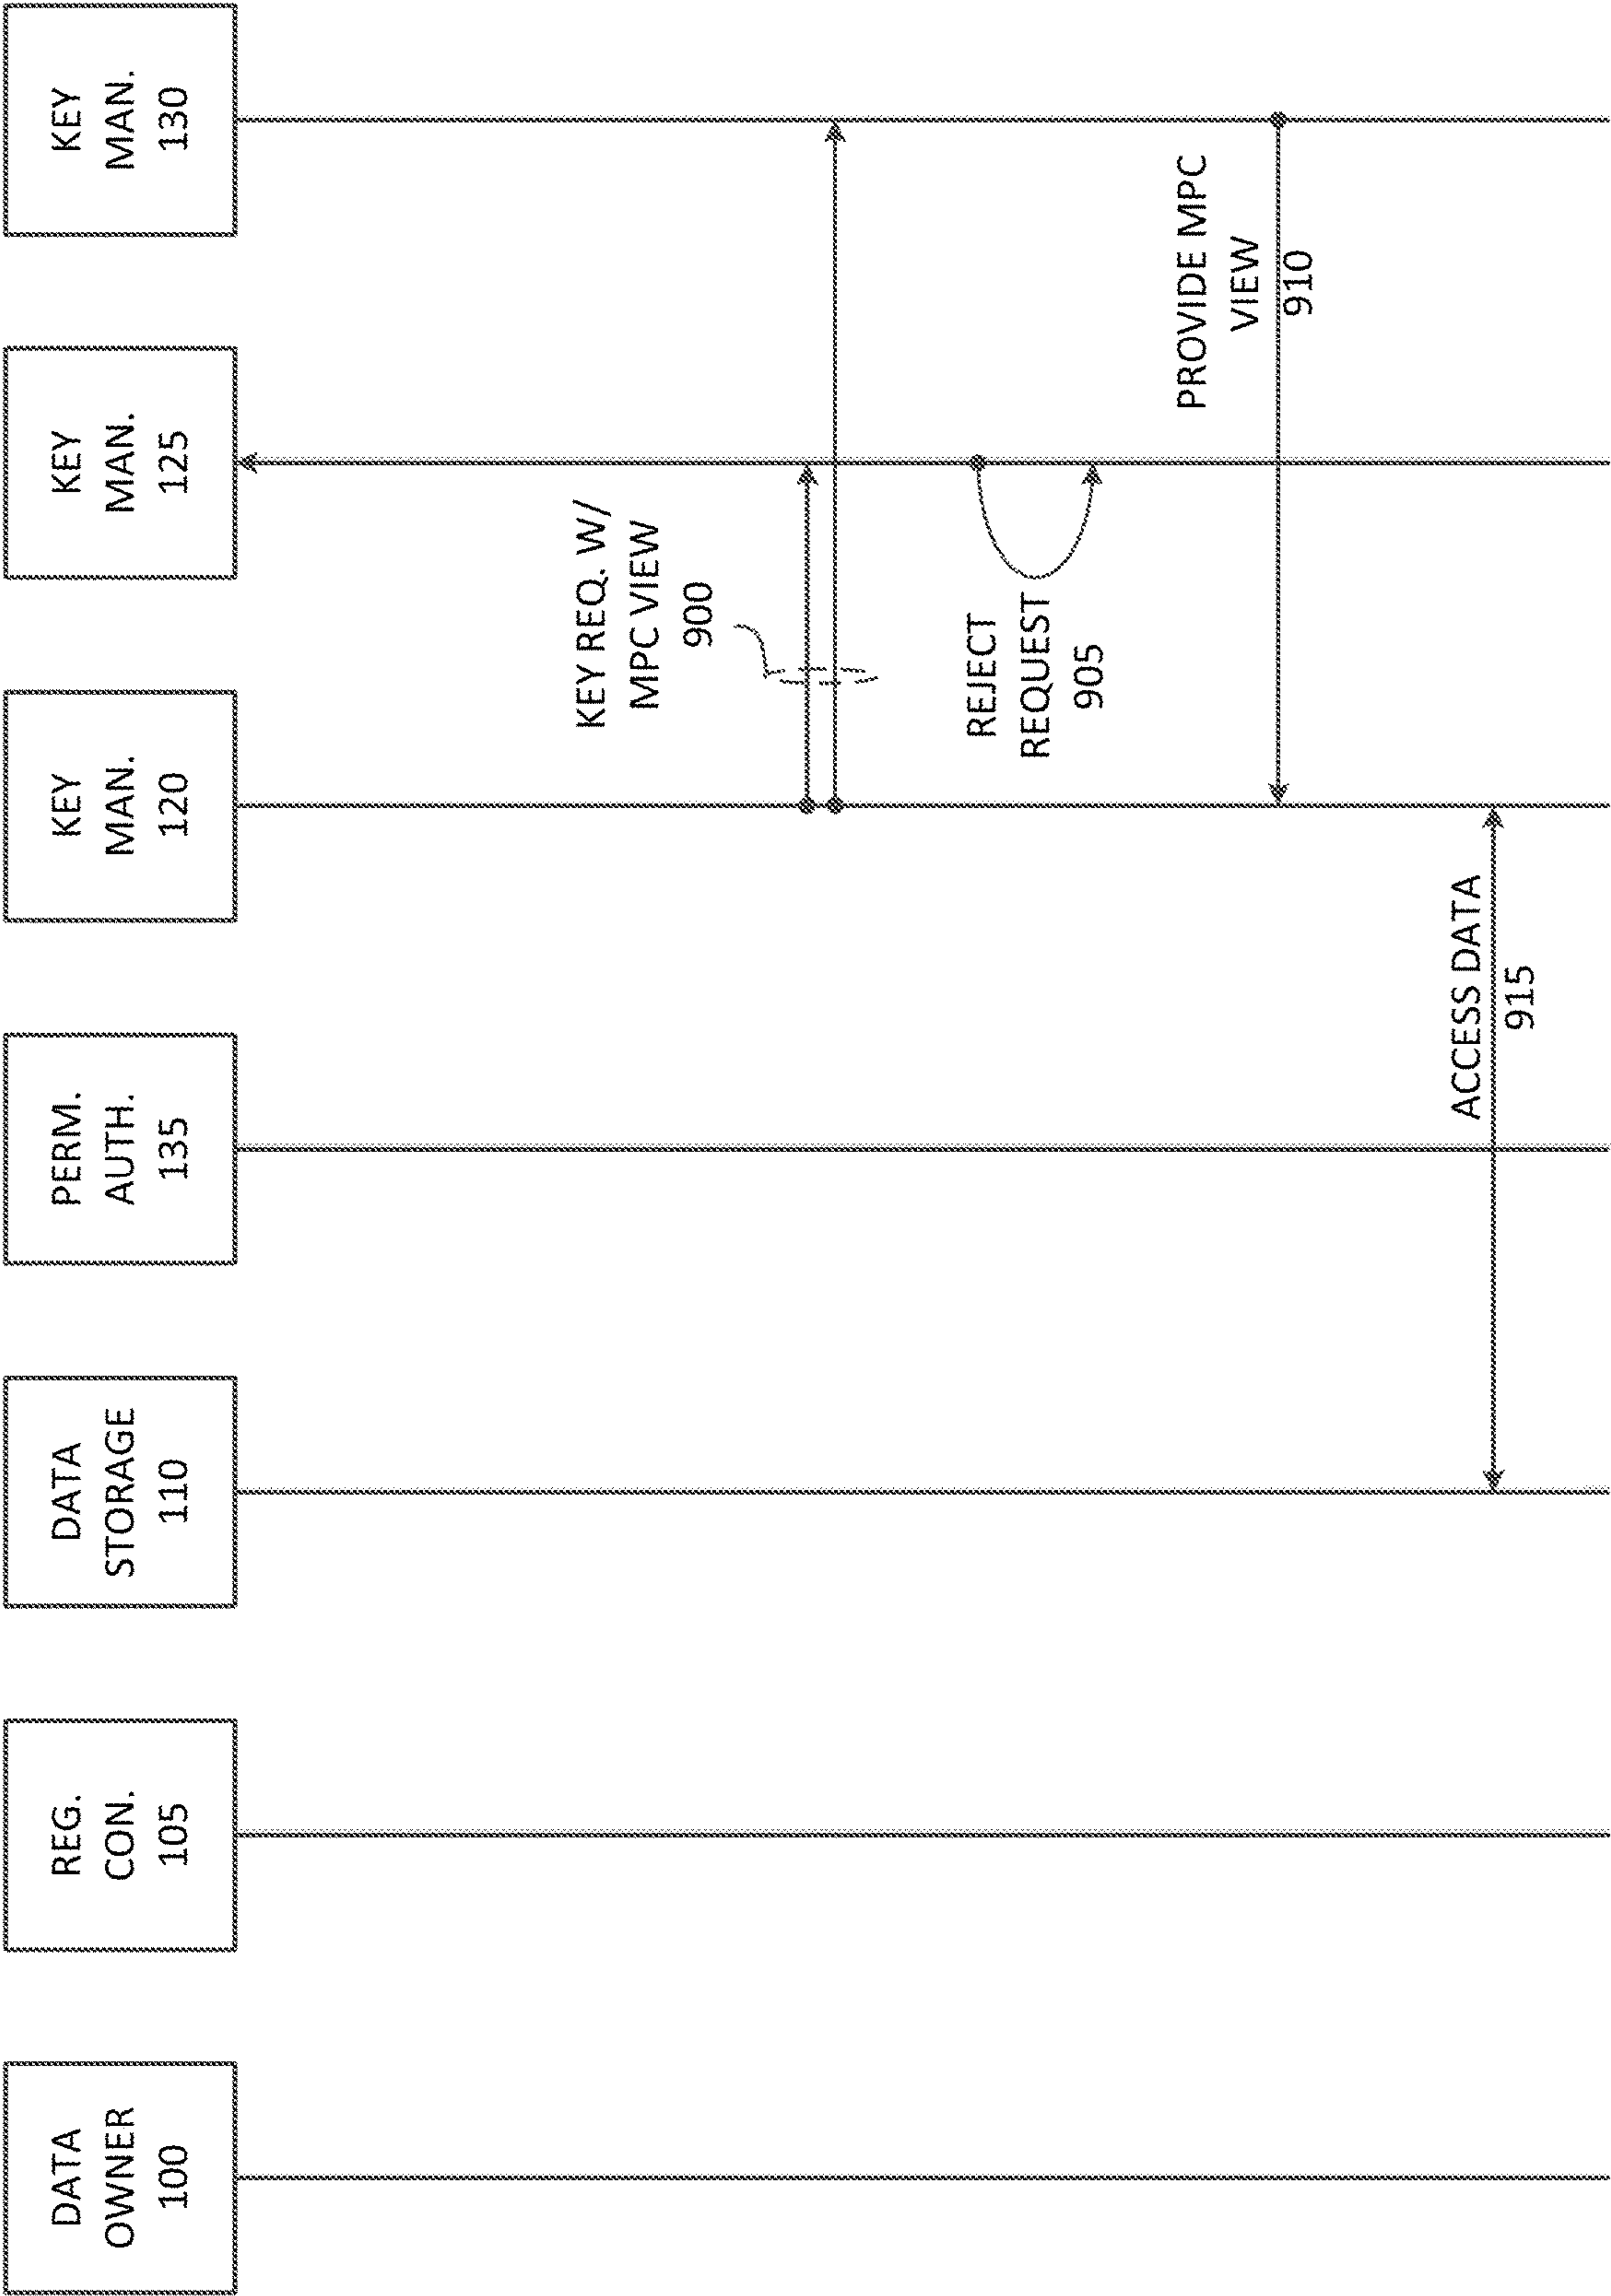 DATA
OWNER
100
REG.
CON.
105
DATA
STORAGE
110
PERM.
AUTH.
135
KEY
MAN.
120
KEY
MAN.
125
KEY
MAN.
130
KEY REQ. W/
MPC VIEW
900
REJECT
REQUEST
905
PROVIDE MPC
VIEW
910
ACCESS DATA
915